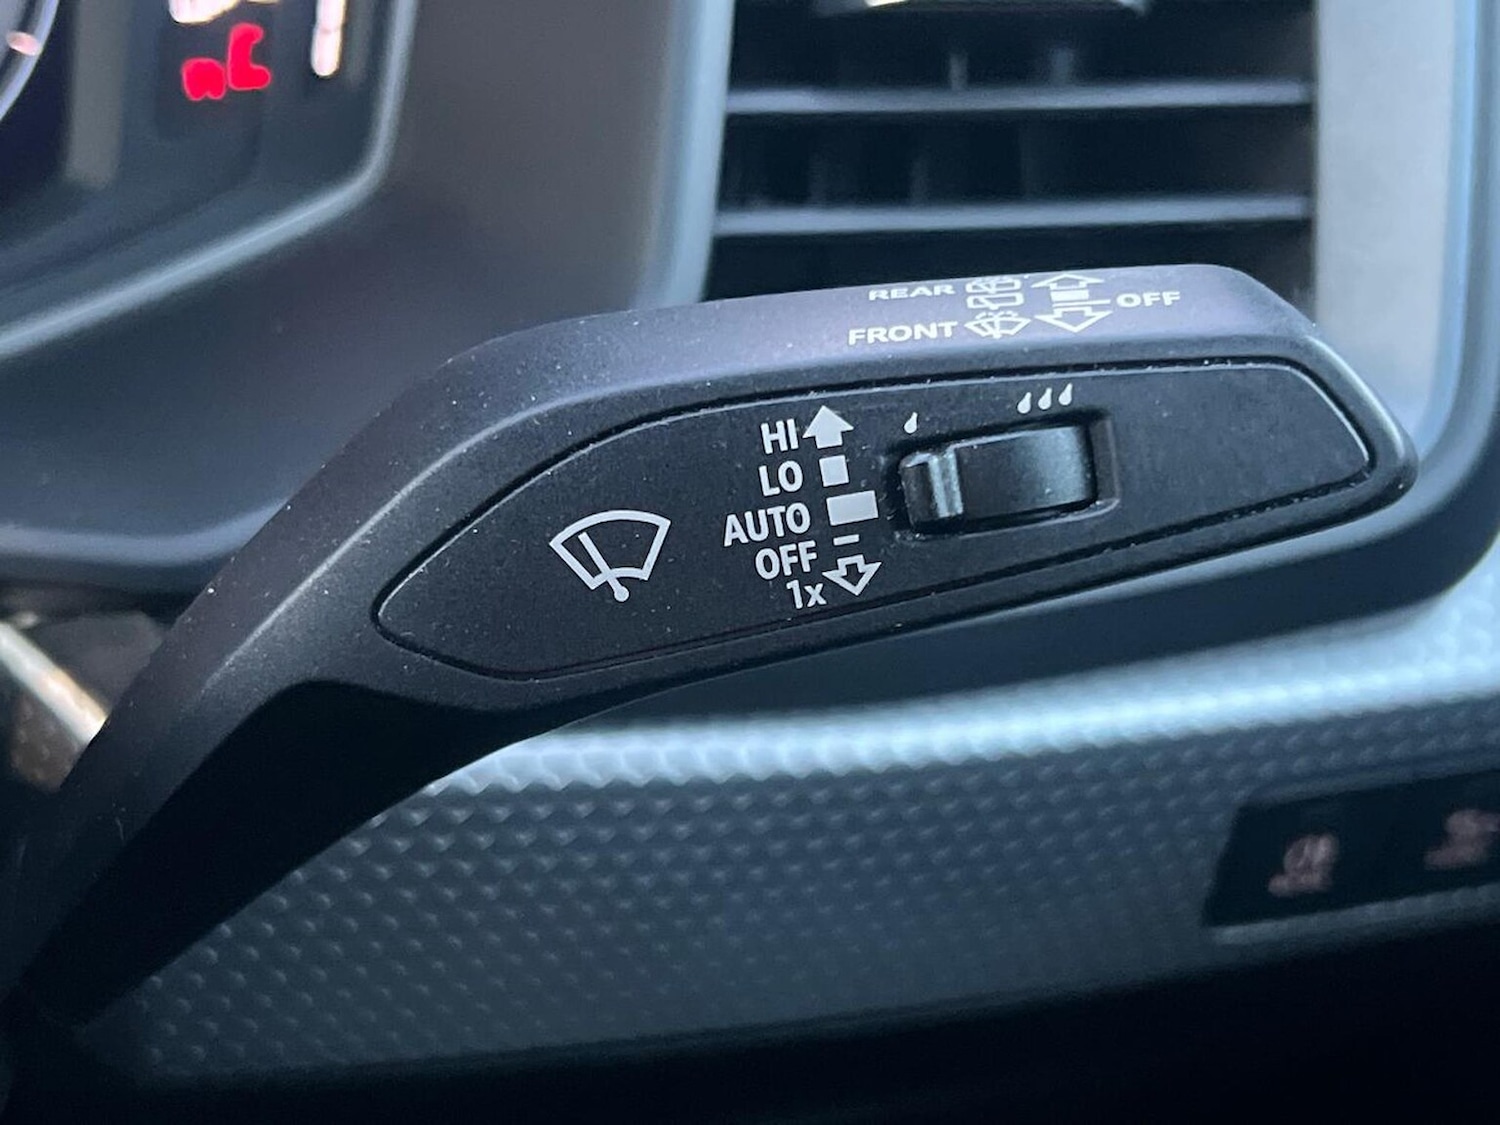 REAR OFF
FRONT
HI
LO
AUTO
OFF
1x